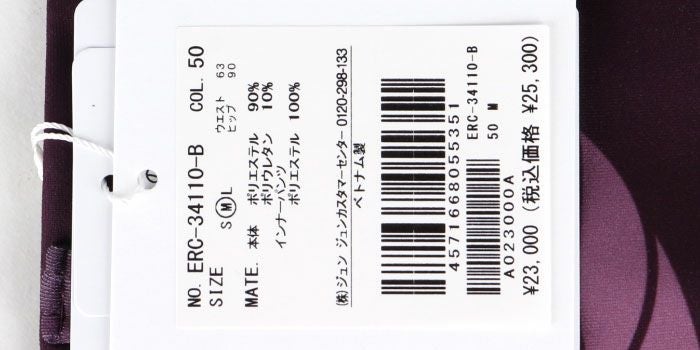 NO. ERC-34110-B COL. 50
SIZE S Ⓜ L ウエスト 63
ヒップ 90
MATE. 本体 ポリエステル 90%
ポリウレタン 10%
インナーパンツ
ポリエステル 100%
(株)ジュン ジュンカスタマーセンター 0120-298-133
ベトナム製
4571668055351
ERC-34110-B
50 M
A023000A
¥23,000 (税込価格 ¥25,300)